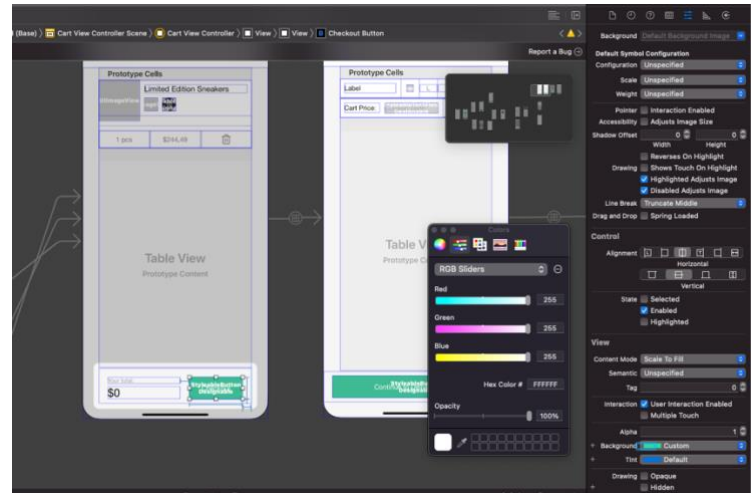 (Base) Cart View Controller Scene Cart View Controller View View Checkout Button
Report a Bug
Prototype Cells
Limited Edition Sneakers
1 pcs
$244,49
Table View
Prototype Content
Your total
$0
StyleableButton
Designable
Prototype Cells
Label
Cart Price:
Table V
Prototype Co
Colors
RGB Sliders
Red
255
Green
255
Blue
255
Hex Color # FFFFFF
Opacity
100%
Background Default Background Image
Default Symbol Configuration
Configuration Unspecified
Scale Unspecified
Weight Unspecified
Pointer Interaction Enabled
Accessibility Adjusts Image Size
Shadow Offset 0 0
Width Height
Reverses On Highlight
Drawing Shows Touch On Highlight
Highlighted Adjusts Image
Disabled Adjusts Image
Line Break Truncate Middle
Drag and Drop Spring Loaded
Control
Alignment
Horizontal
Vertical
State Selected
Enabled
Highlighted
View
Content Mode Scale To Fill
Semantic Unspecified
Tag 0
Interaction User Interaction Enabled
Multiple Touch
Alpha 1
Background Custom
Tint Default
Drawing Opaque
Hidden